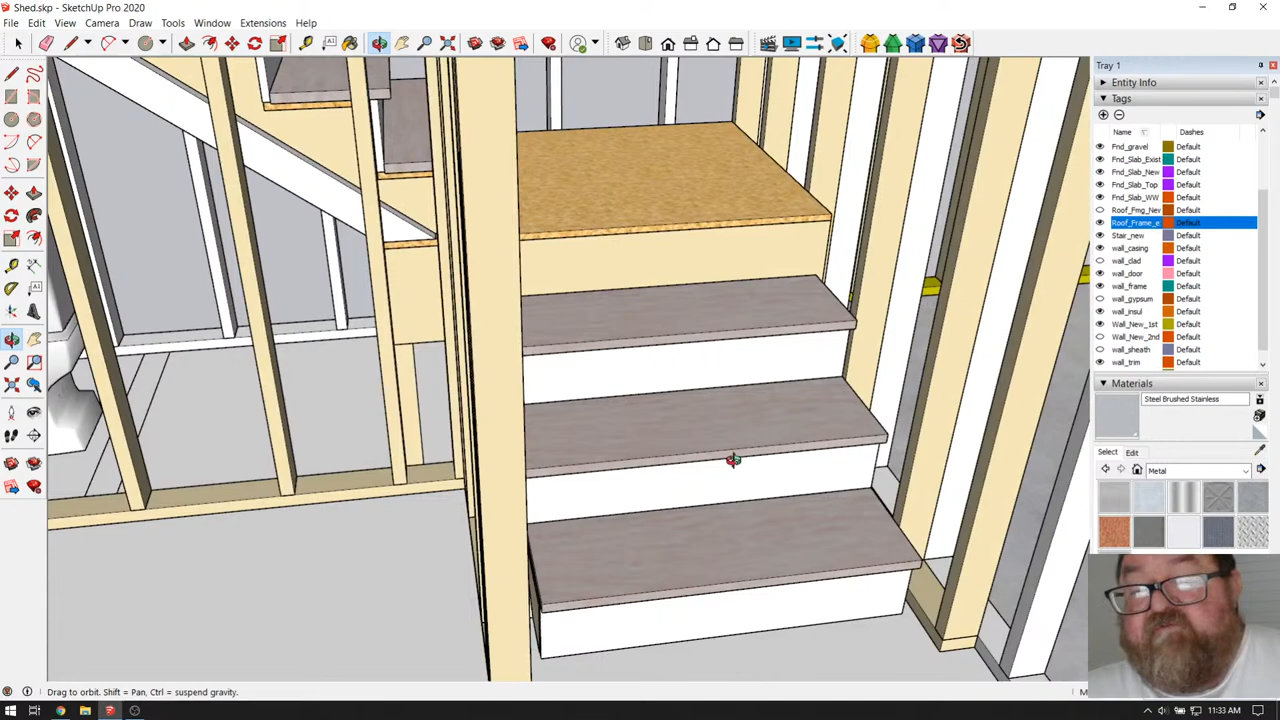 Shed.skp - SketchUp Pro 2020
File Edit View Camera Draw Tools Window Extensions Help
Tray 1
Entity Info
Tags
Name Dashes
Fnd_gravel Default
Fnd_Slab_Exist Default
Fnd_Slab_New Default
Fnd_Slab_Top Default
Fnd_Slab_WW Default
Roof_Fmg_New Default
Roof_Frame_e Default
Stair_new Default
wall_casing Default
wall_clad Default
wall_door Default
wall_frame Default
wall_gypsum Default
wall_insul Default
Wall_New_1st Default
Wall_New_2nd Default
wall_sheath Default
wall_trim Default
Materials
Steel Brushed Stainless
Select Edit
Metal
Drag to orbit. Shift = Pan, Ctrl = suspend gravity.
M
11:33 AM